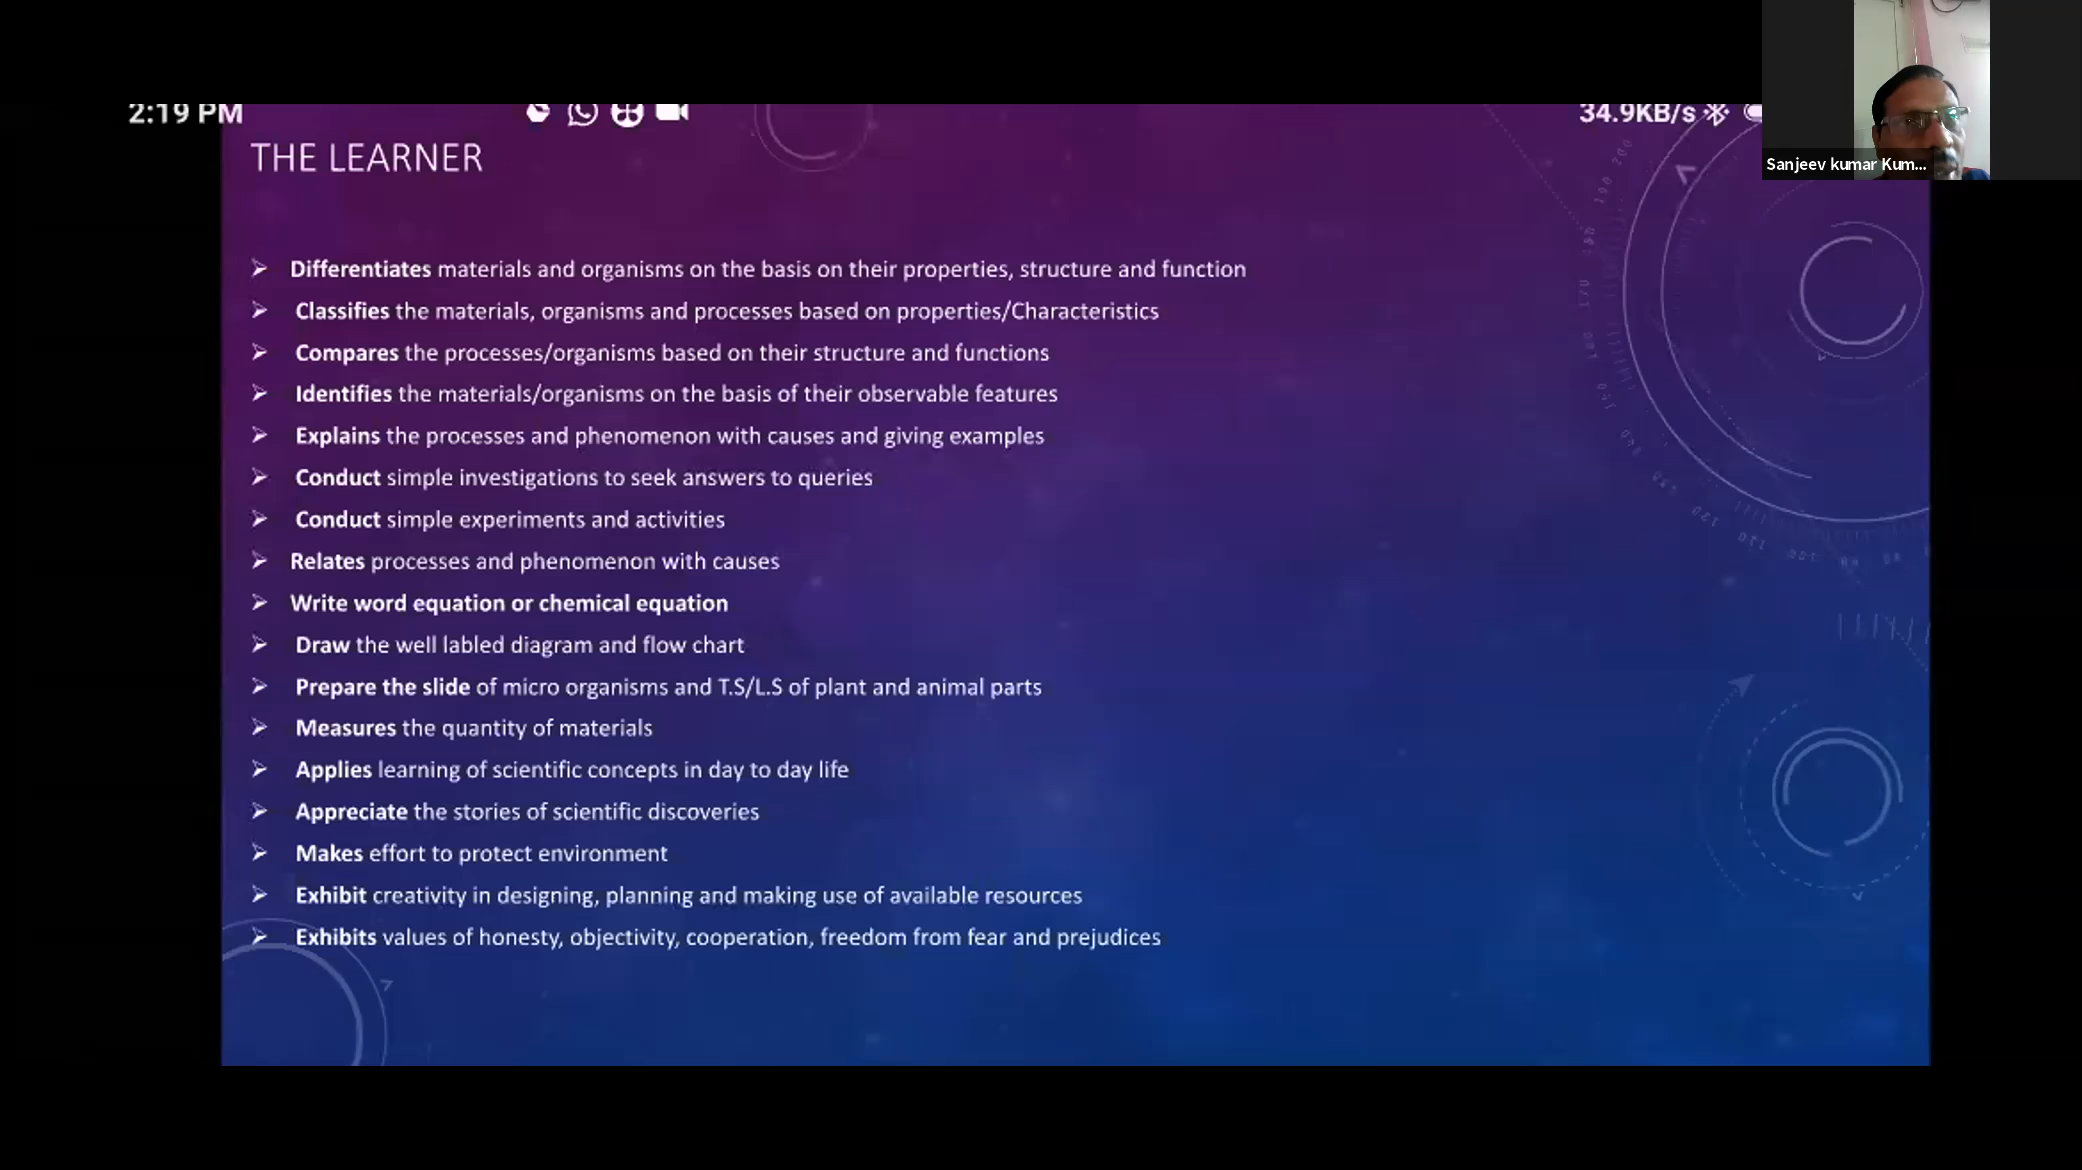 2:19 PM
34.9KB/s
Sanjeev kumar Kum...
THE LEARNER
Differentiates materials and organisms on the basis on their properties, structure and function
Classifies the materials, organisms and processes based on properties/Characteristics
Compares the processes/organisms based on their structure and functions
Identifies the materials/organisms on the basis of their observable features
Explains the processes and phenomenon with causes and giving examples
Conduct simple investigations to seek answers to queries
Conduct simple experiments and activities
Relates processes and phenomenon with causes
Write word equation or chemical equation
Draw the well labled diagram and flow chart
Prepare the slide of micro organisms and T.S/L.S of plant and animal parts
Measures the quantity of materials
Applies learning of scientific concepts in day to day life
Appreciate the stories of scientific discoveries
Makes effort to protect environment
Exhibit creativity in designing, planning and making use of available resources
Exhibits values of honesty, objectivity, cooperation, freedom from fear and prejudices